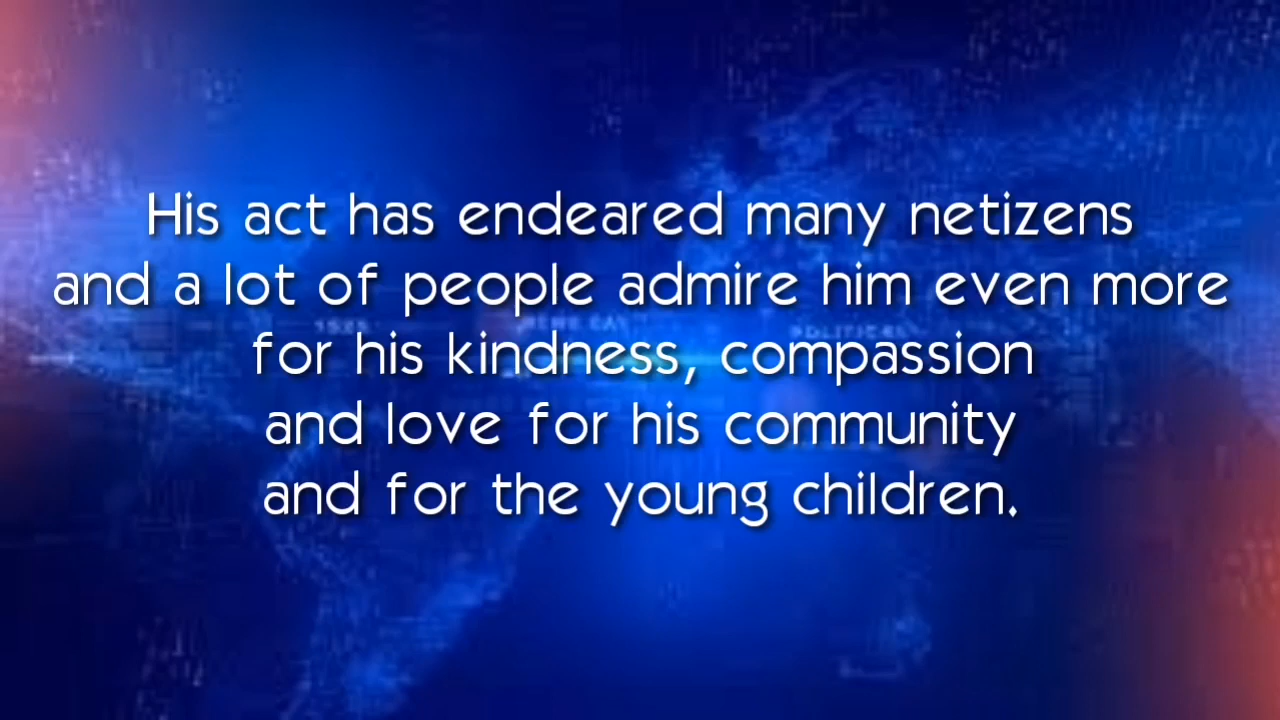 His act has endeared many netizens
and a lot of people admire him even more
for his kindness, compassion
and love for his community
and for the young children.